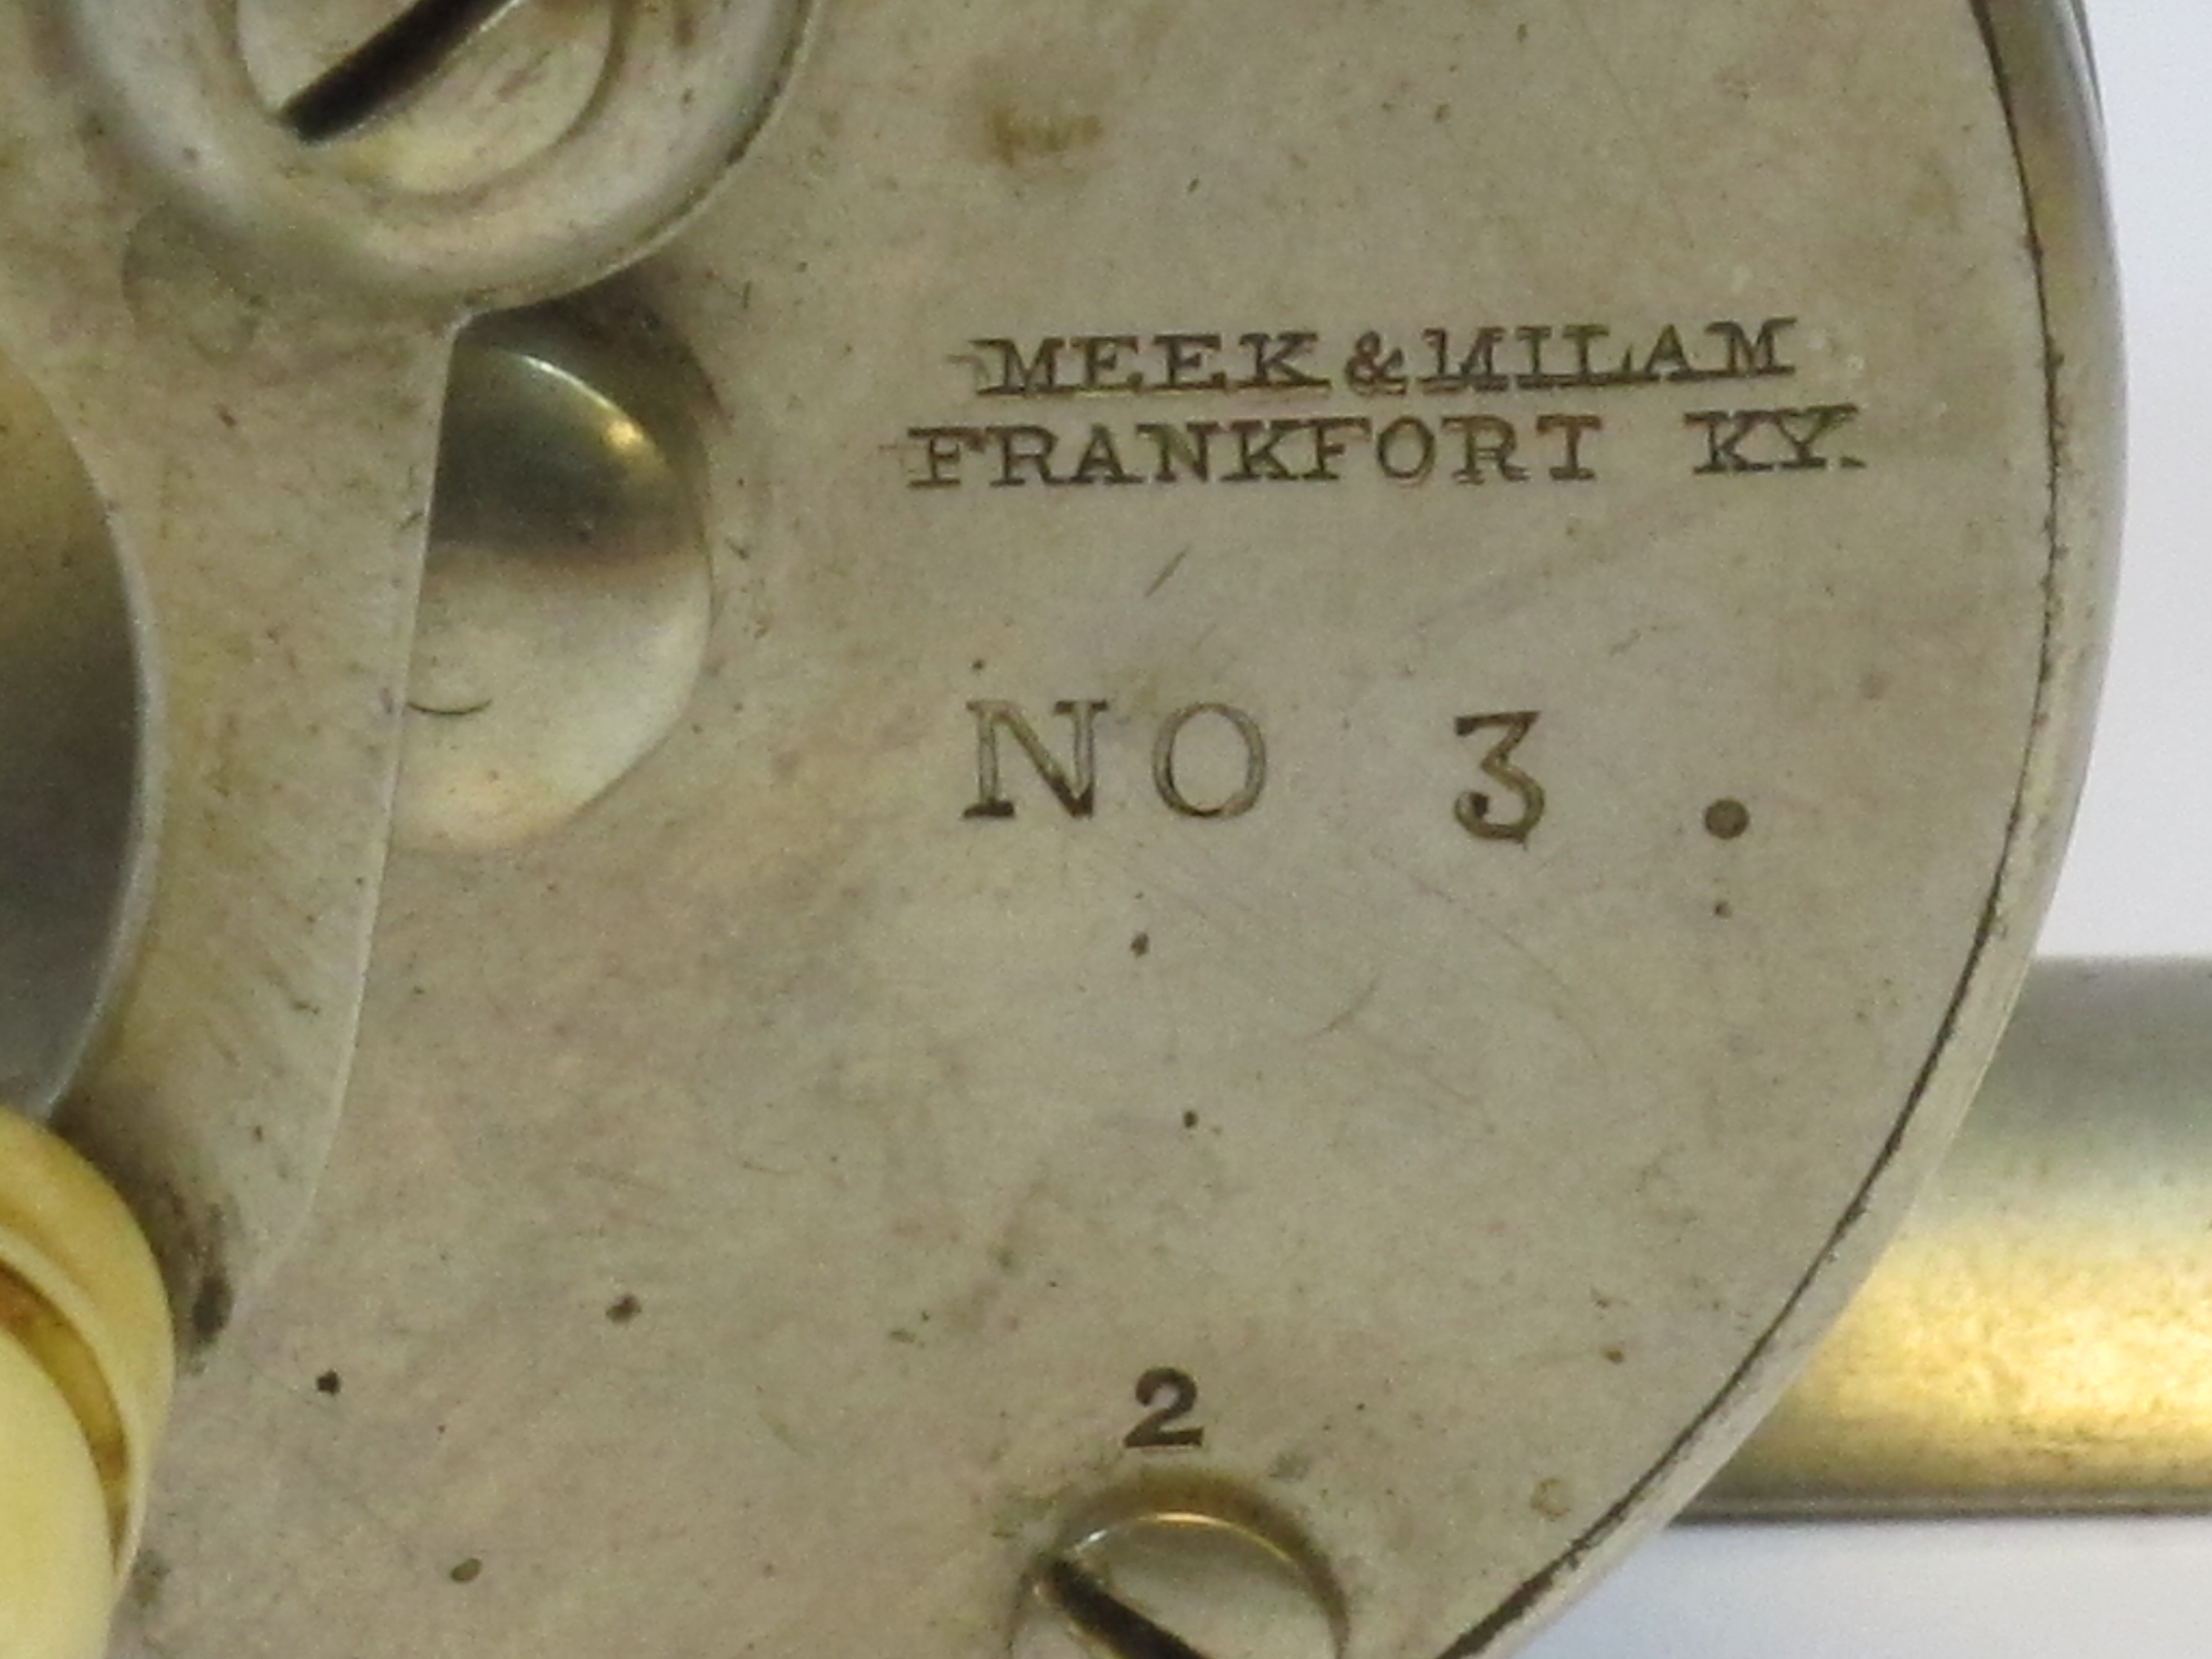 MEEK & MILAM
FRANKFORT KY.
NO 3.
2